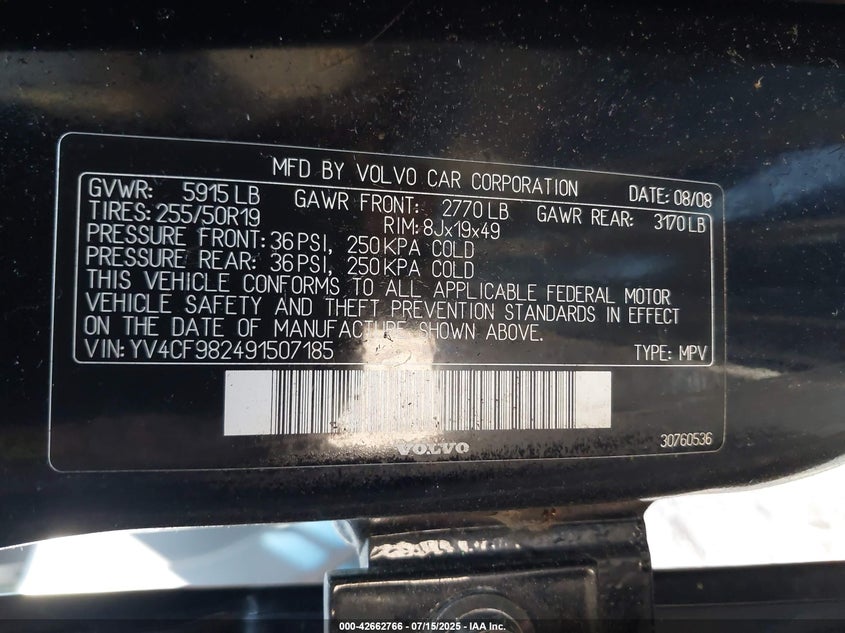 MFD BY VOLVO CAR CORPORATION
GVWR: 5915 LB GAWR FRONT: 2770 LB GAWR REAR: 3170 LB DATE: 08/08
TIRES: 255/50R19 RIM: 8Jx19x49
PRESSURE FRONT: 36 PSI, 250 KPA COLD
PRESSURE REAR: 36 PSI, 250 KPA COLD
THIS VEHICLE CONFORMS TO ALL APPLICABLE FEDERAL MOTOR
VEHICLE SAFETY AND THEFT PREVENTION STANDARDS IN EFFECT
ON THE DATE OF MANUFACTURE SHOWN ABOVE.
VIN: YV4CF982491507185 TYPE: MPV
VOLVO
30760536
000-42662766 - 07/15/2025 - IAA Inc.